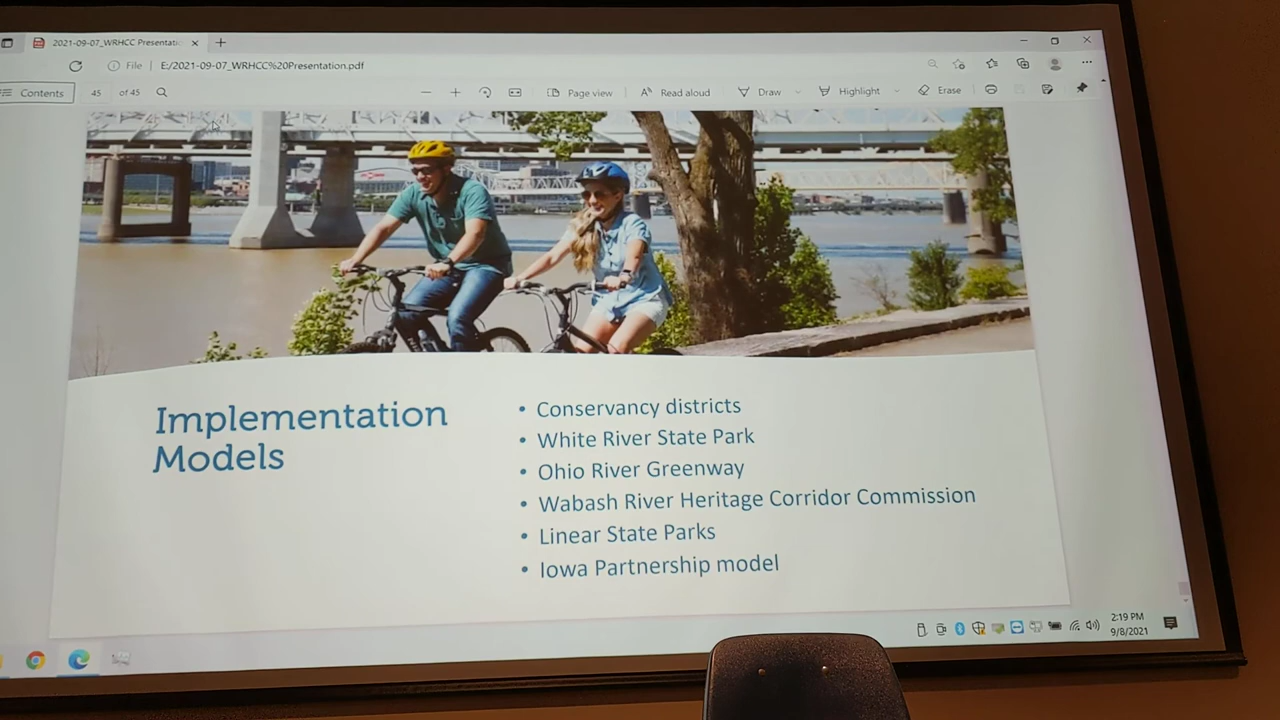 2021-09-07_WRHCC Presentati
File
E:/2021-09-07_WRHCC%20Presentation.pdf
Contents
45
of 45
Page view
Read aloud
Draw
Highlight
Erase
Implementation
Models
• Conservancy districts
• White River State Park
• Ohio River Greenway
• Wabash River Heritage Corridor Commission
• Linear State Parks
• Iowa Partnership model
2:19 PM
9/8/2021